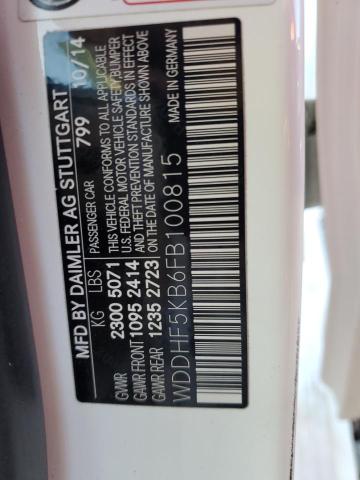 MFD BY DAIMLER AG STUTTGART
799 10/14
KG LBS PASSENGER CAR
GVWR 2300 5071 THIS VEHICLE CONFORMS TO ALL APPLICABLE
U.S. FEDERAL MOTOR VEHICLE SAFETY BUMPER
GAWR FRONT 1095 2414 AND THEFT PREVENTION STANDARDS IN EFFECT
GAWR REAR 1235 2723 ON THE DATE OF MANUFACTURE SHOWN ABOVE
MADE IN GERMANY
WDDHF5KB6FB100815